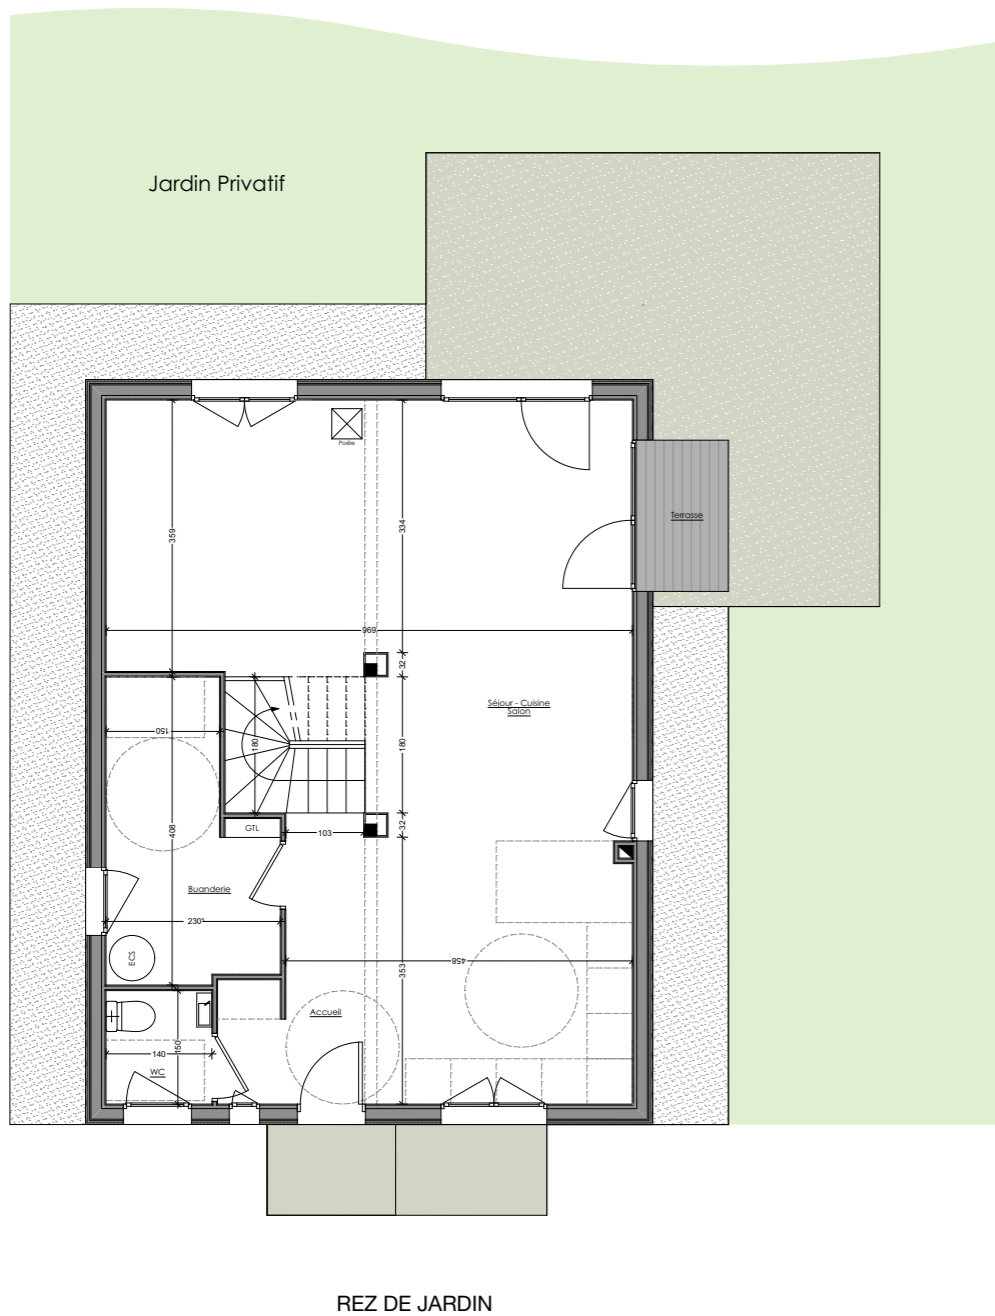 Jardin Privatif
Poêle
Terrasse
359
334
969
32
Séjour - Cuisine
Salon
150
180
180
408
GTL
103
32
Buanderie
230*
ECS
458
353
Accueil
140
150
WC
REZ DE JARDIN